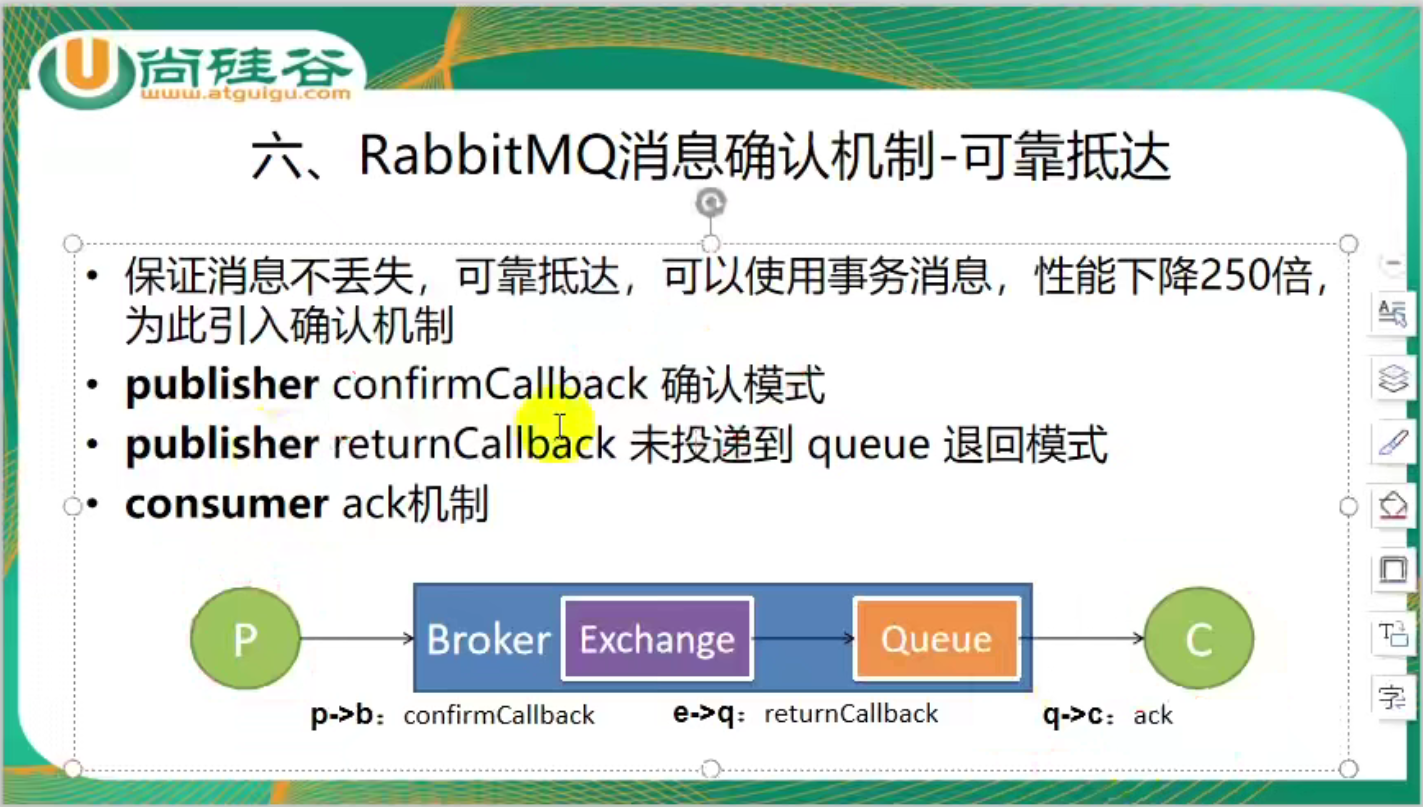 尚硅谷
www.atguigu.com
六、RabbitMQ消息确认机制-可靠抵达
• 保证消息不丢失，可靠抵达，可以使用事务消息，性能下降250倍，
为此引入确认机制
• publisher confirmCallback 确认模式
• publisher returnCallback 未投递到 queue 退回模式
• consumer ack机制
P
Broker
Exchange
Queue
C
p->b：confirmCallback
e->q：returnCallback
q->c：ack